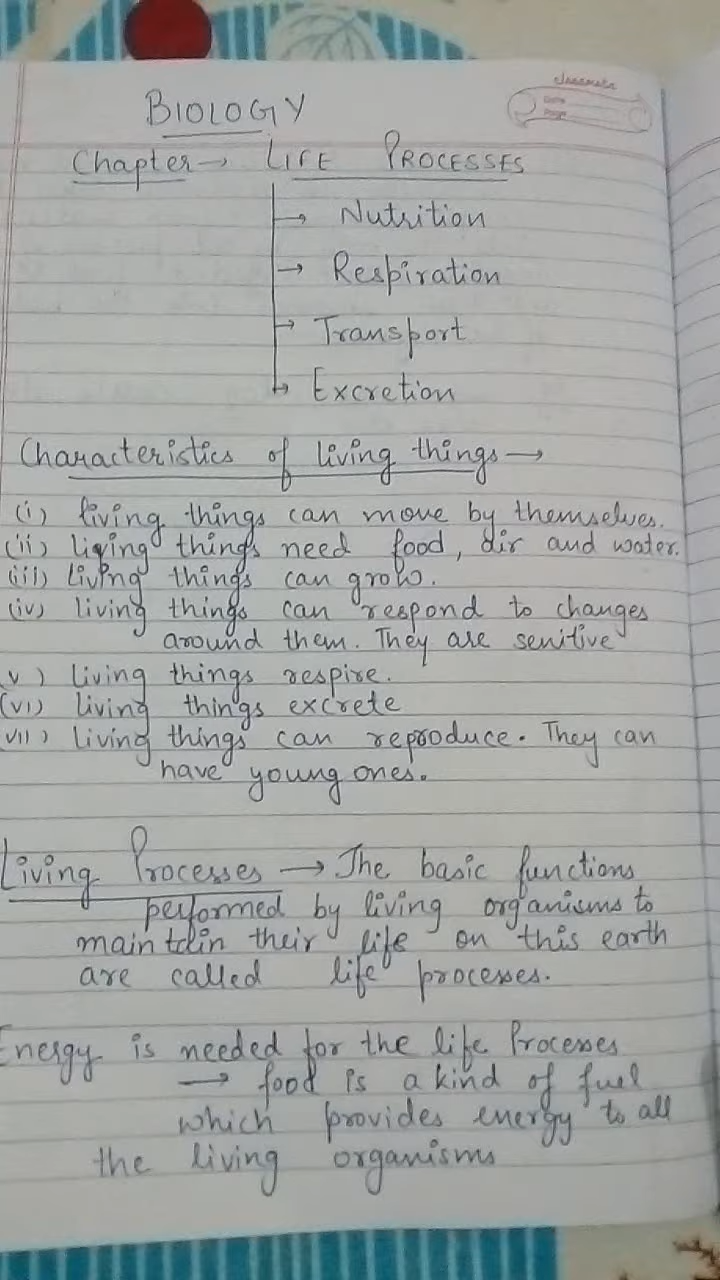 classmate
Date
Page
BIOLOGY
Chapter → LIFE PROCESSES
→ Nutrition
→ Respiration
→ Transport
→ Excretion
Characteristics of living things →
(i) living things can move by themselves.
(ii) living things need food, air and water.
(iii) Living things can grow.
(iv) living things can respond to changes
around them. They are senitive
v) living things respire.
(vi) living things excrete
vii) living things can reproduce. They can
have young ones.
Living Processes → The basic functions
performed by living organisms to
maintain their life on this earth
are called life processes.
Energy is needed for the life Processes
→ food is a kind of fuel
which provides energy to all
the living organisms